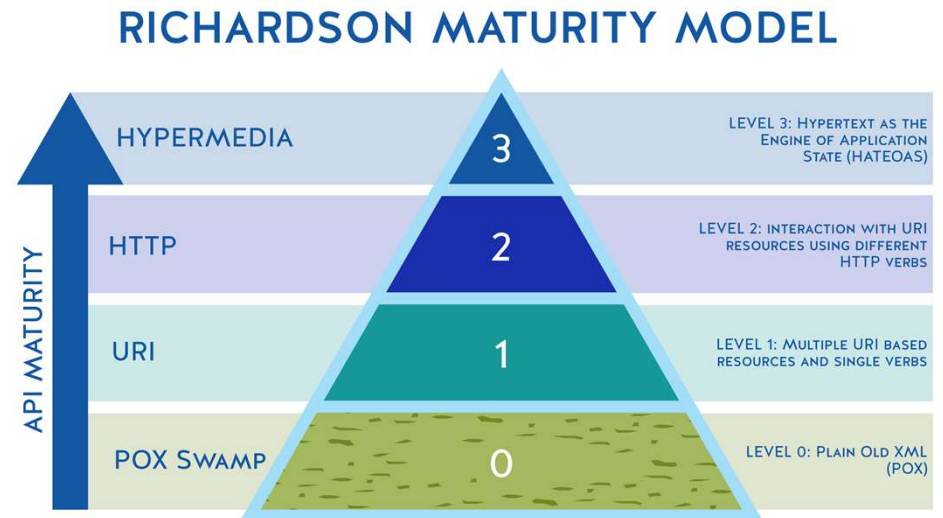 RICHARDSON MATURITY MODEL
API MATURITY
HYPERMEDIA
3
LEVEL 3: HYPERTEXT AS THE
ENGINE OF APPLICATION
STATE (HATEOAS)
HTTP
2
LEVEL 2: INTERACTION WITH URI
RESOURCES USING DIFFERENT
HTTP VERBS
URI
1
LEVEL 1: MULTIPLE URI BASED
RESOURCES AND SINGLE VERBS
POX SWAMP
0
LEVEL 0: PLAIN OLD XML
(POX)